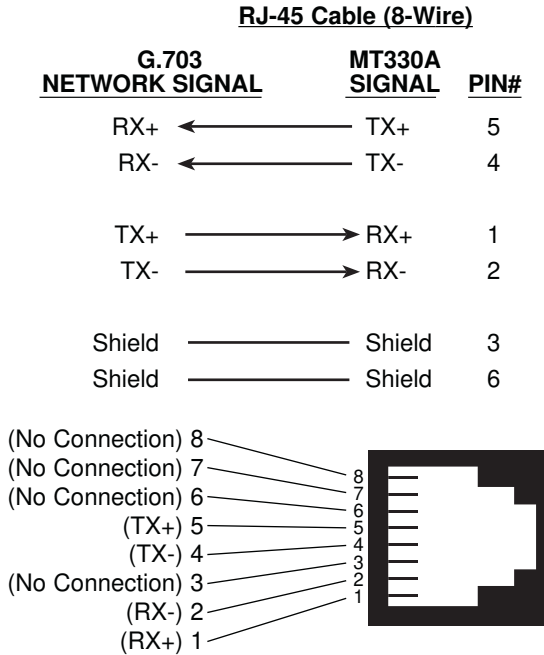 RJ-45 Cable (8-Wire)
G.703 MT330A
NETWORK SIGNAL SIGNAL PIN#
RX+ TX+ 5
RX- TX- 4
TX+ RX+ 1
TX- RX- 2
Shield Shield 3
Shield Shield 6
(No Connection) 8
(No Connection) 7
(No Connection) 6
(TX+) 5
(TX-) 4
(No Connection) 3
(RX-) 2
(RX+) 1
8
7
6
5
4
3
2
1